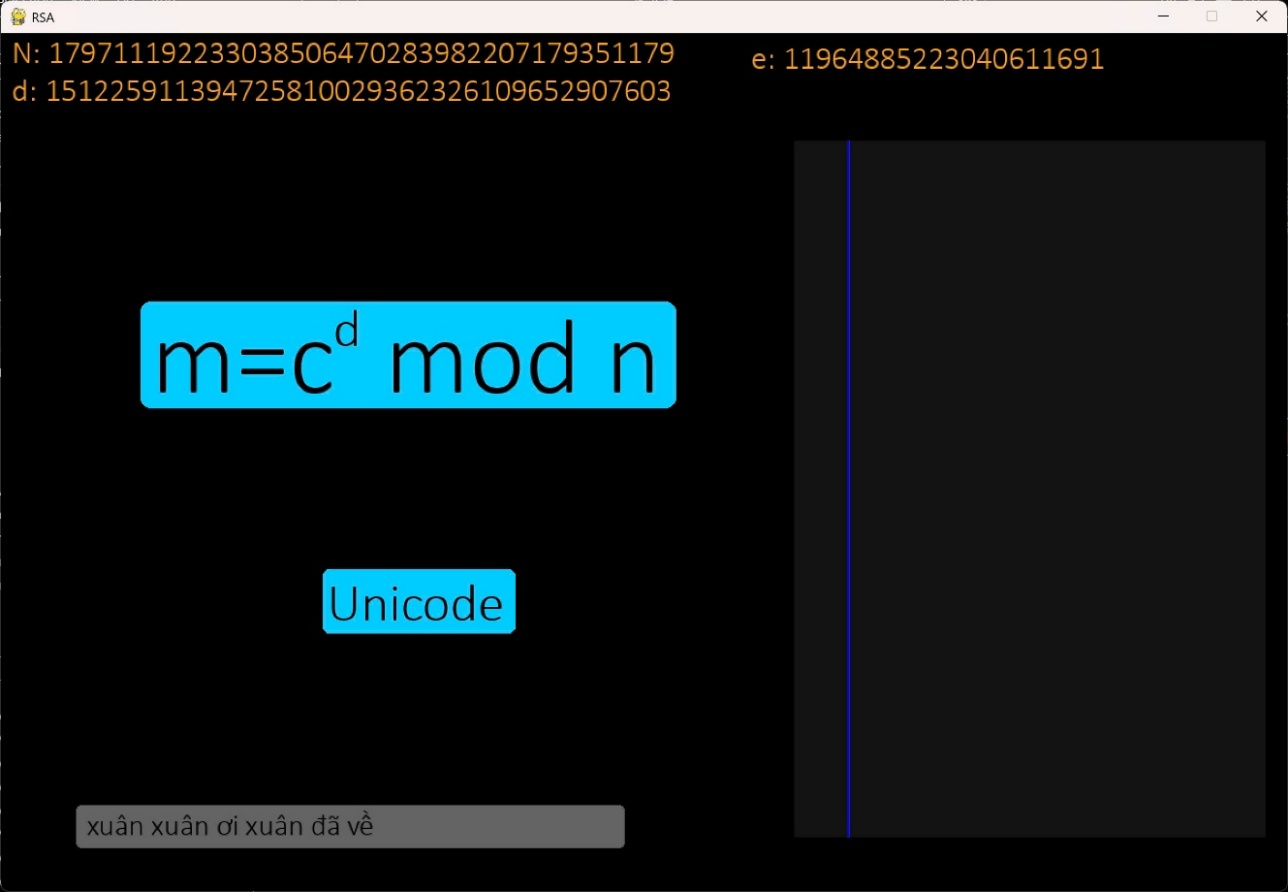 RSA
N: 179711192233038506470283982207179351179
e: 11964885223040611691
d: 151225911394725810029362326109652907603
m=c^d mod n
Unicode
xuân xuân ơi xuân đã về